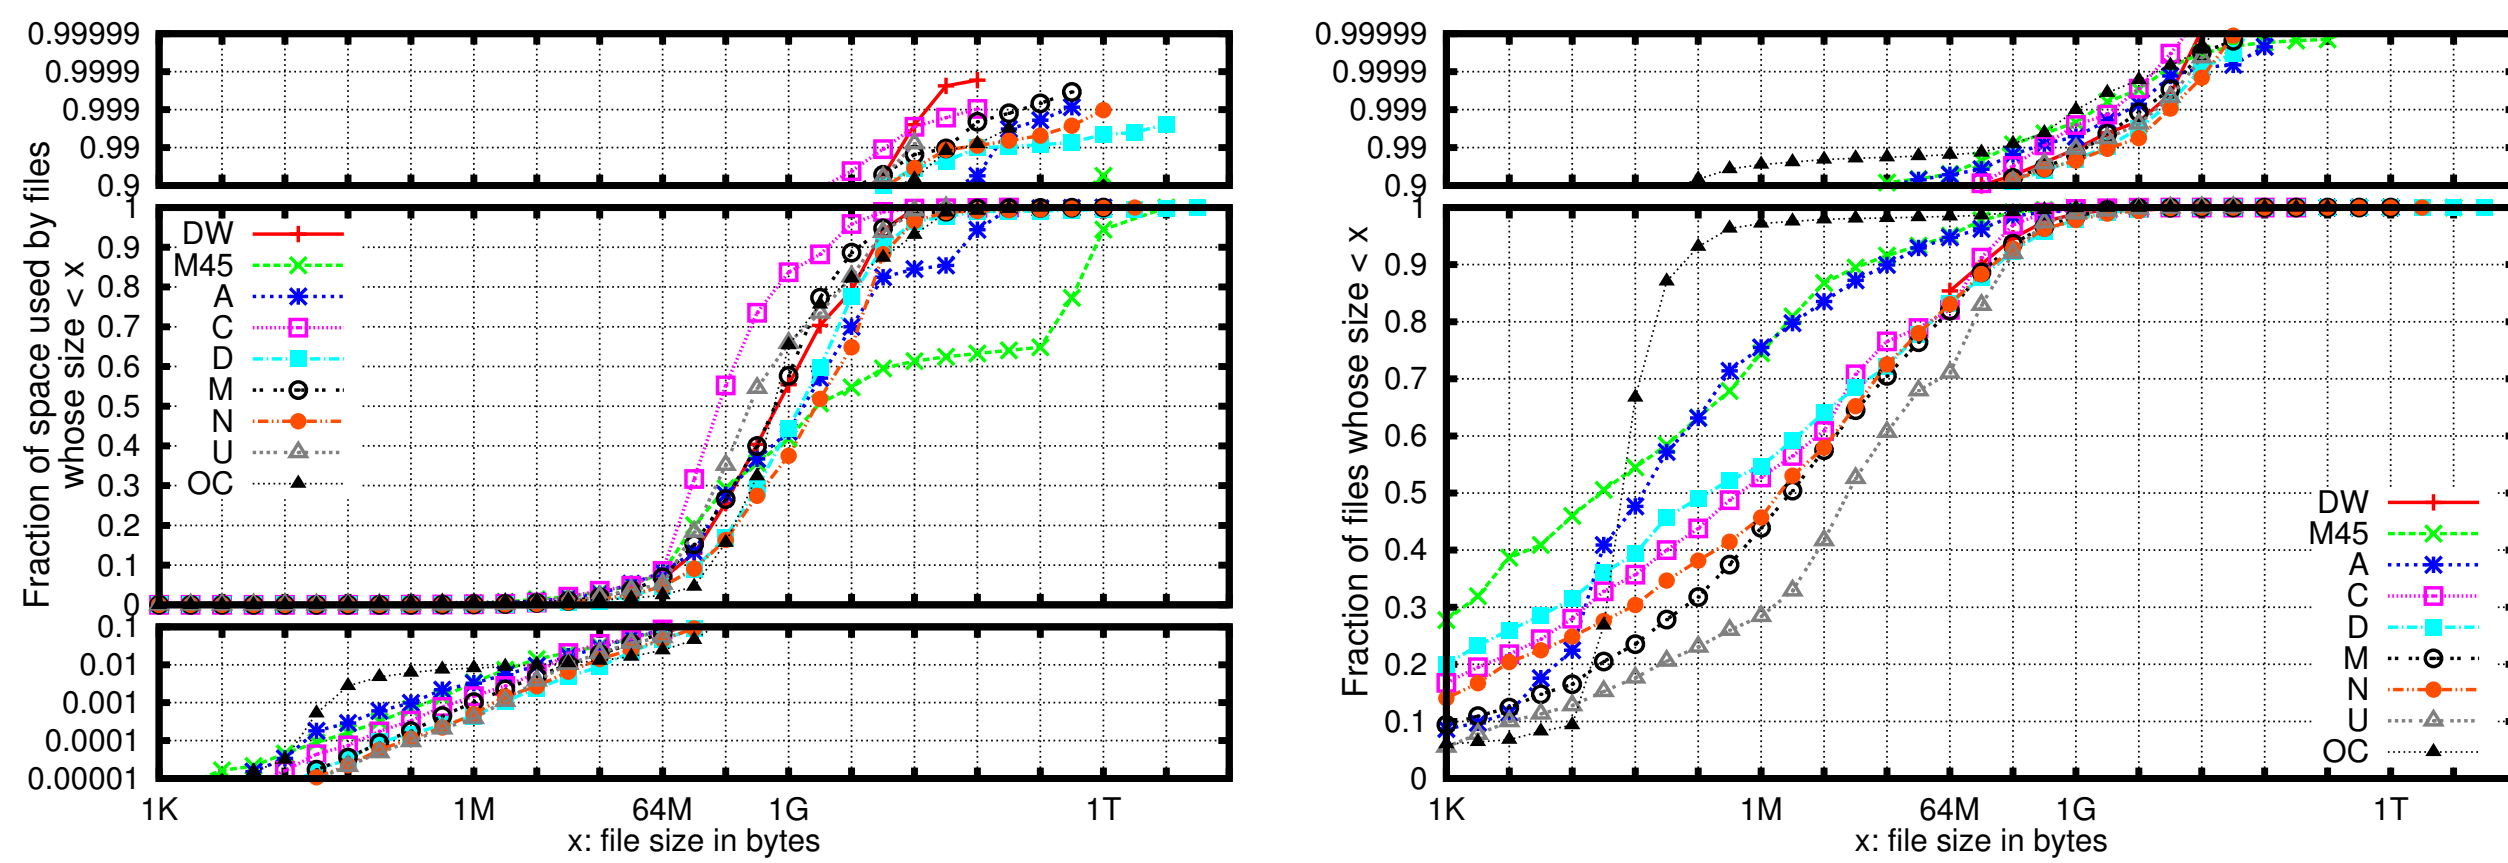 0.99999
0.9999
0.999
0.99
0.9
1
0.9
0.8
0.7
0.6
0.5
0.4
0.3
0.2
0.1
0
0.1
0.01
0.001
0.0001
0.00001
Fraction of space used by files
whose size < x
DW
M45
A
C
D
M
N
U
OC
1K 1M 64M 1G 1T
x: file size in bytes
0.99999
0.9999
0.999
0.99
0.9
1
0.9
0.8
0.7
0.6
0.5
0.4
0.3
0.2
0.1
0
Fraction of files whose size < x
DW
M45
A
C
D
M
N
U
OC
1K 1M 64M 1G 1T
x: file size in bytes